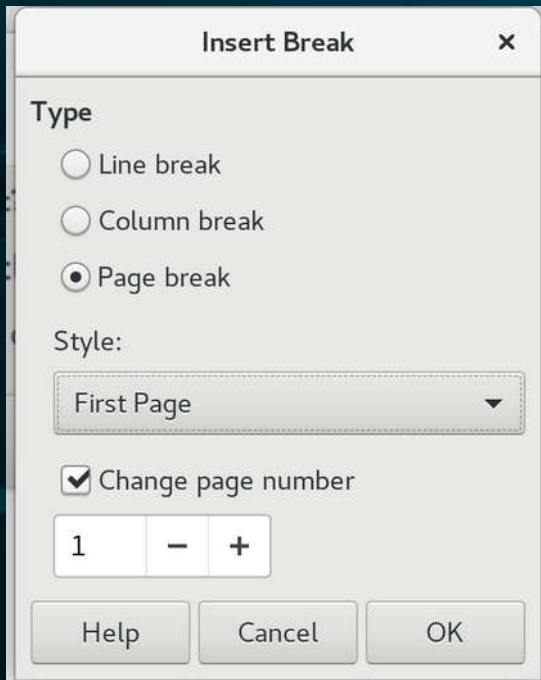 Insert Break
Type
Line break
Column break
Page break
Style:
First Page
Change page number
1
Help Cancel OK